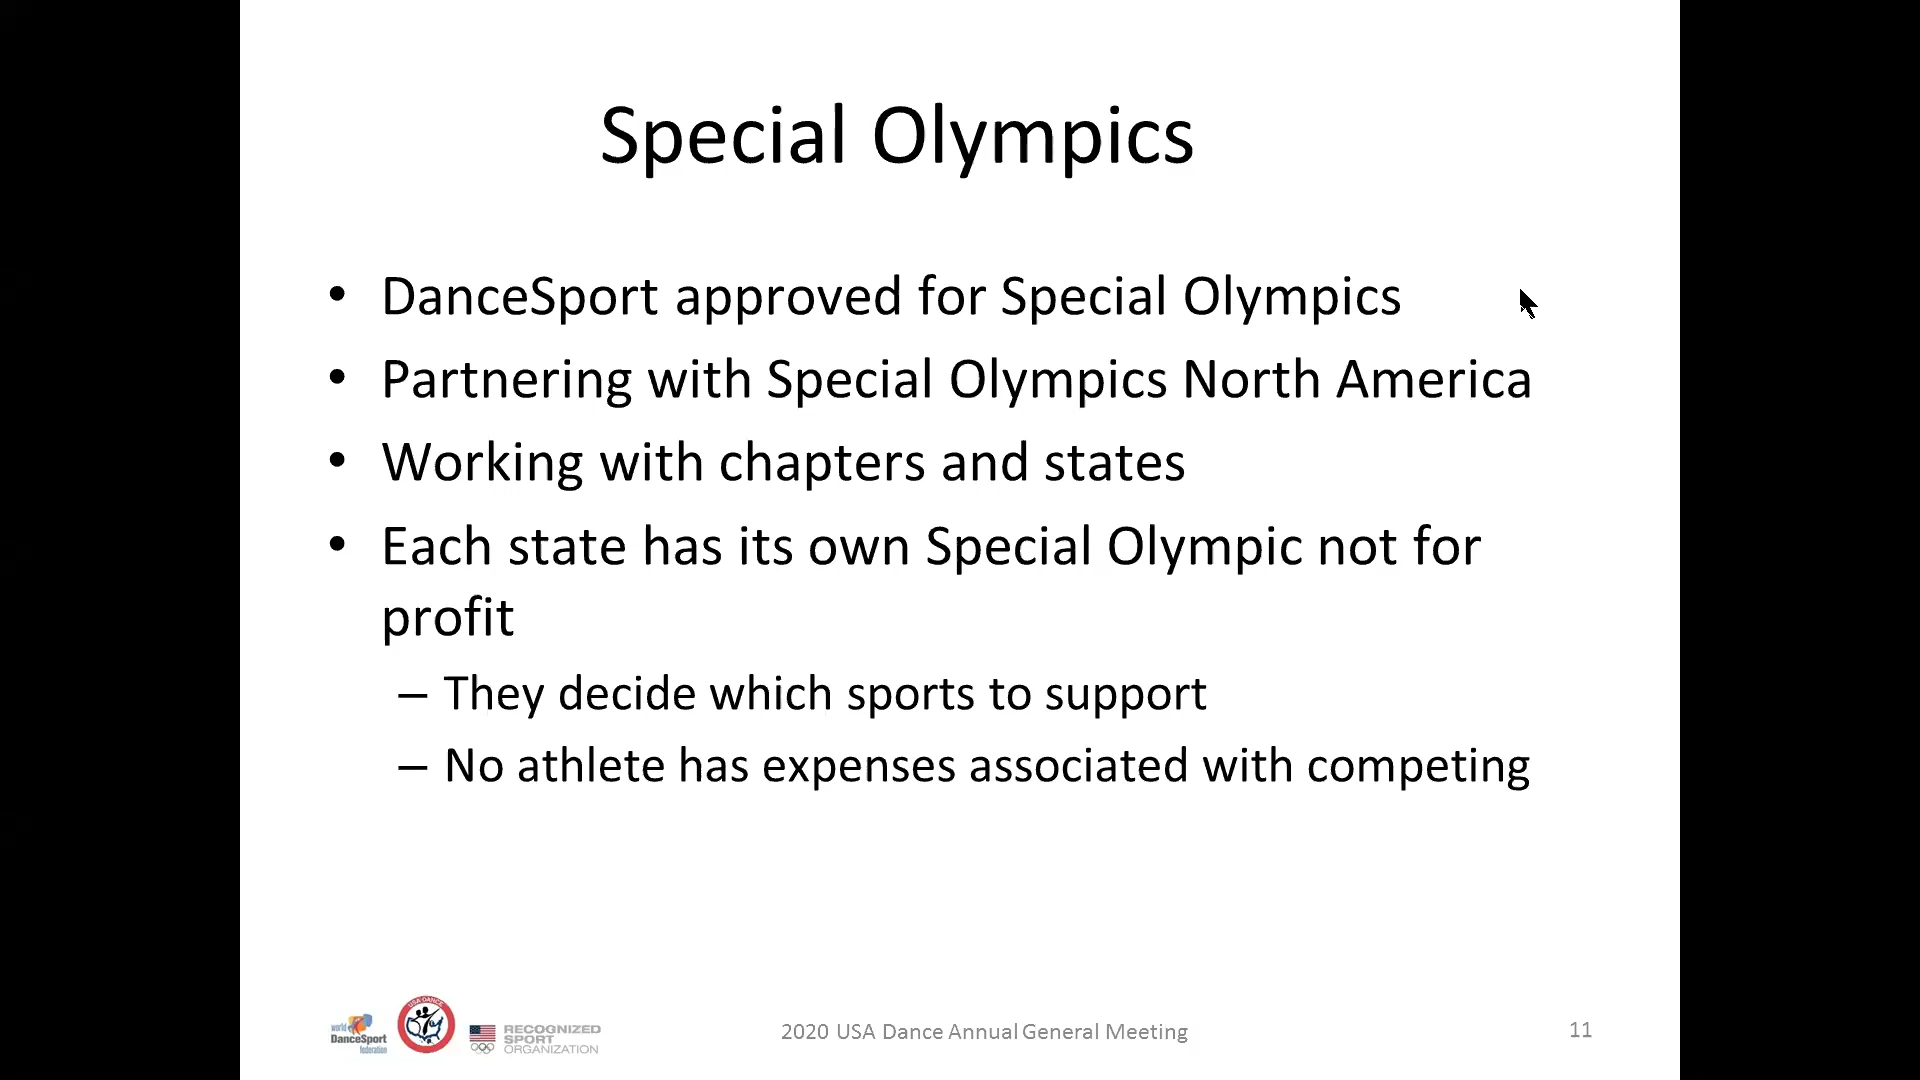 Special Olympics
• DanceSport approved for Special Olympics
• Partnering with Special Olympics North America
• Working with chapters and states
• Each state has its own Special Olympic not for
profit
– They decide which sports to support
– No athlete has expenses associated with competing
world
DanceSport
federation
USA DANCE
RECOGNIZED
SPORT
ORGANIZATION
2020 USA Dance Annual General Meeting
11